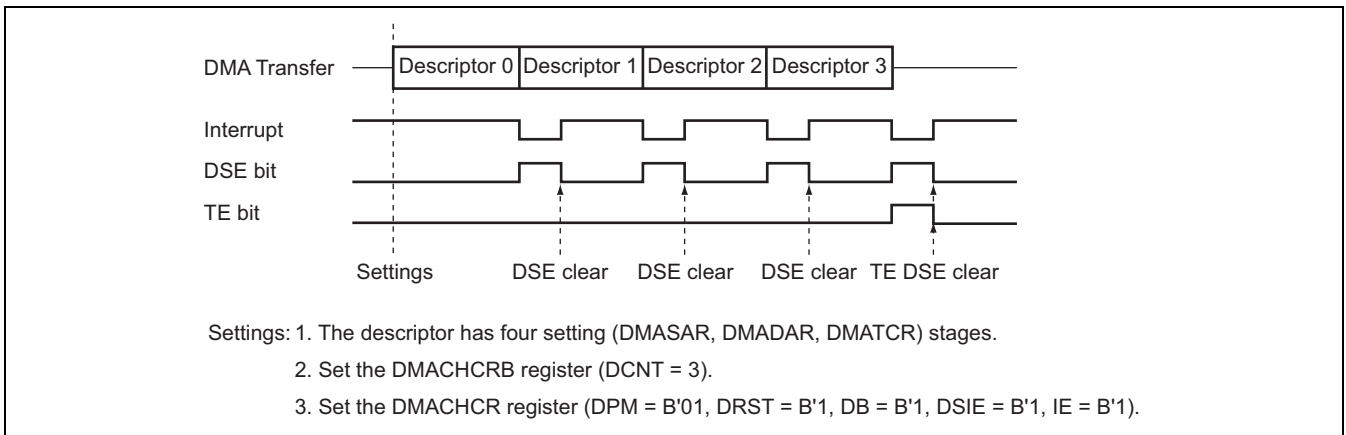 DMA Transfer Descriptor 0 Descriptor 1 Descriptor 2 Descriptor 3
Interrupt
DSE bit
TE bit
Settings DSE clear DSE clear DSE clear TE DSE clear
Settings: 1. The descriptor has four setting (DMASAR, DMADAR, DMATCR) stages.
2. Set the DMACHCRB register (DCNT = 3).
3. Set the DMACHCR register (DPM = B'01, DRST = B'1, DB = B'1, DSIE = B'1, IE = B'1).